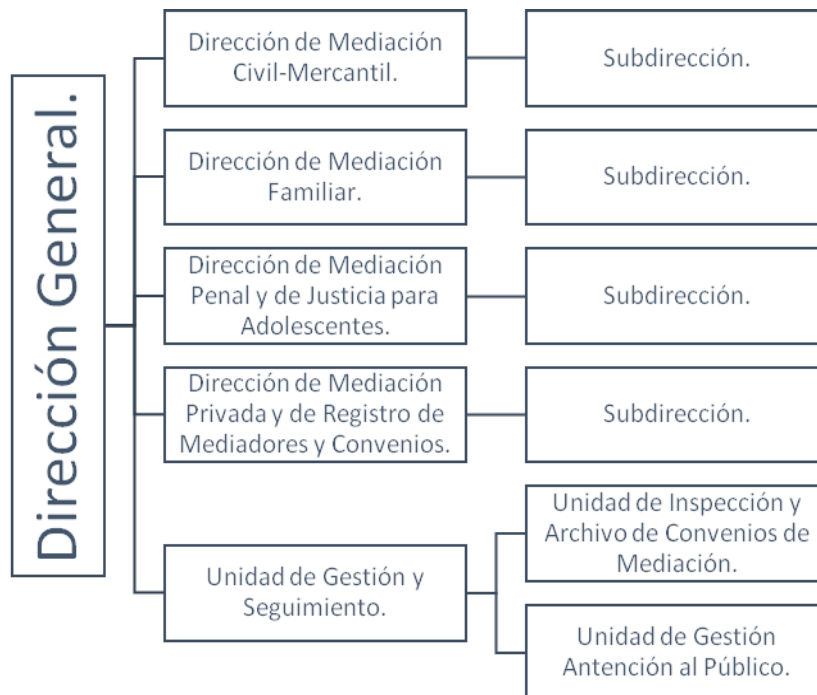 Dirección General.
Dirección de Mediación
Civil-Mercantil.
Subdirección.
Dirección de Mediación
Familiar.
Subdirección.
Dirección de Mediación
Penal y de Justicia para
Adolescentes.
Subdirección.
Dirección de Mediación
Privada y de Registro de
Mediadores y Convenios.
Subdirección.
Unidad de Gestión y
Seguimiento.
Unidad de Inspección y
Archivo de Convenios de
Mediación.
Unidad de Gestión
Antención al Público.